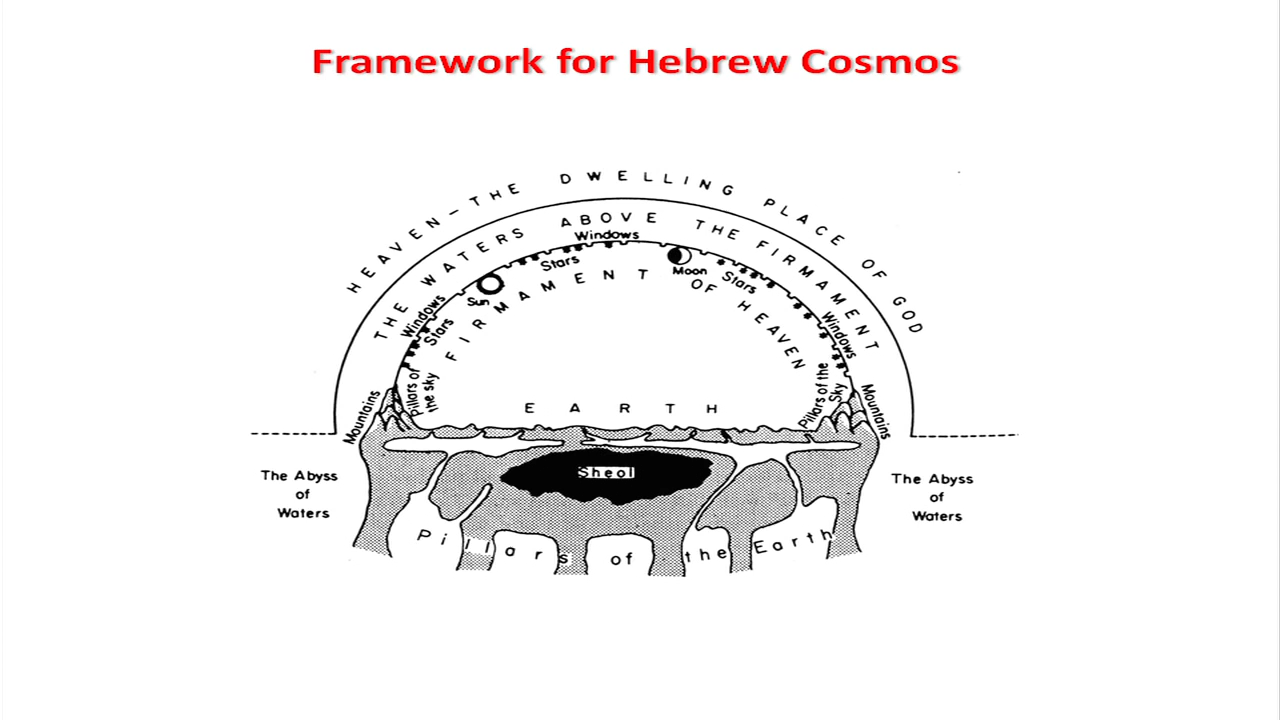 Framework for Hebrew Cosmos
HEAVEN-THE DWELLING PLACE OF GOD
THE WATERS ABOVE THE FIRMAMENT
Windows
Windows
Windows
Stars
Stars
Stars
Sun
Moon
FIRMAMENT OF HEAVEN
Pillars of
the sky
Pillars of the
Sky
Mountains
Mountains
EARTH
Sheol
The Abyss
of
Waters
The Abyss
of
Waters
Pillars of the Earth